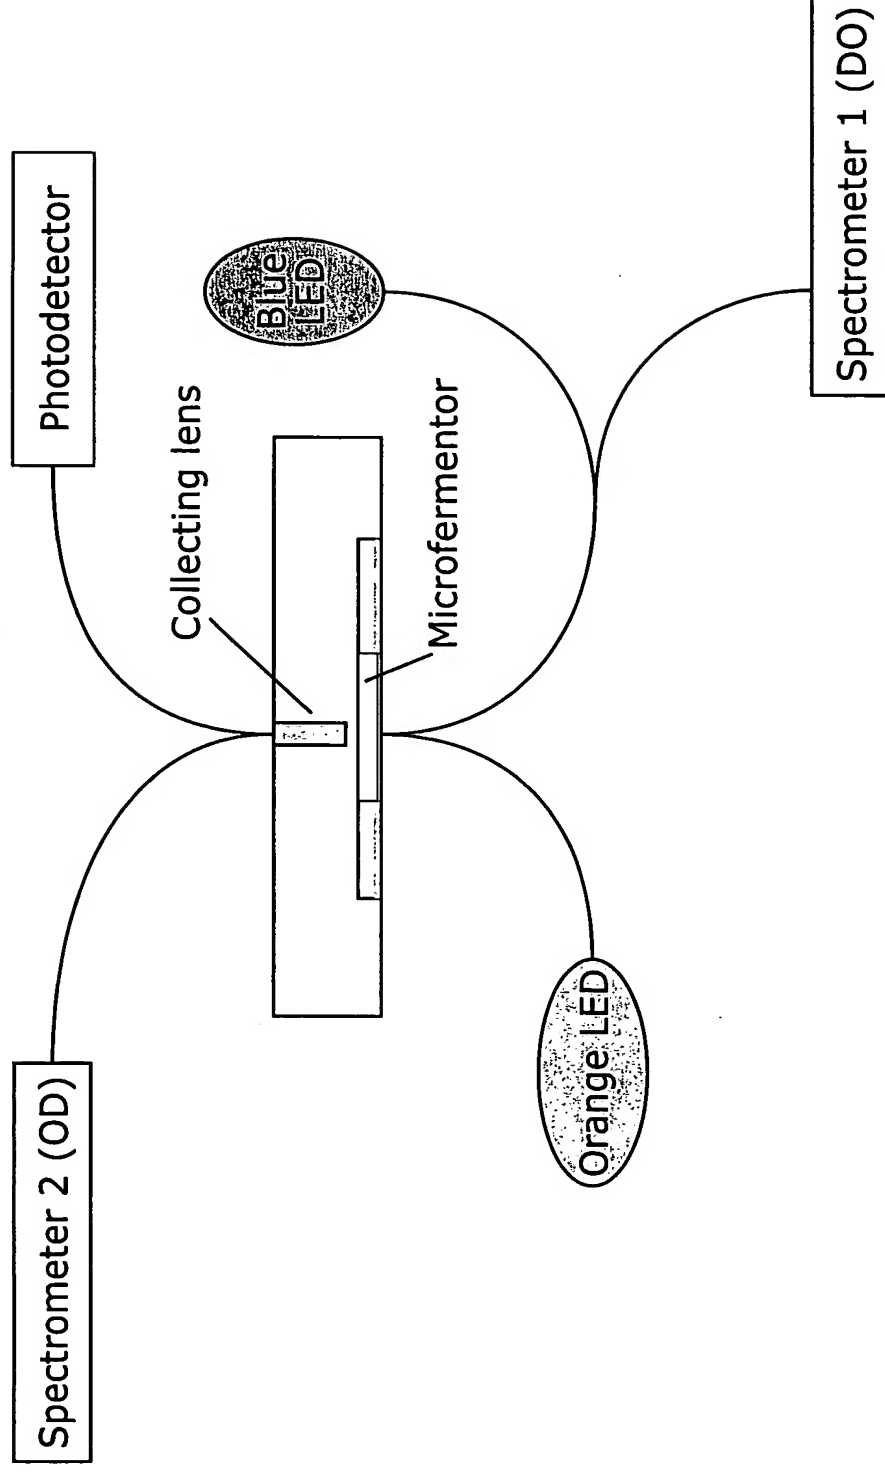 Spectrometer 2 (OD)
Photodetector
Collecting lens
Blue
LED
Microfermentor
Orange LED
Spectrometer 1 (DO)